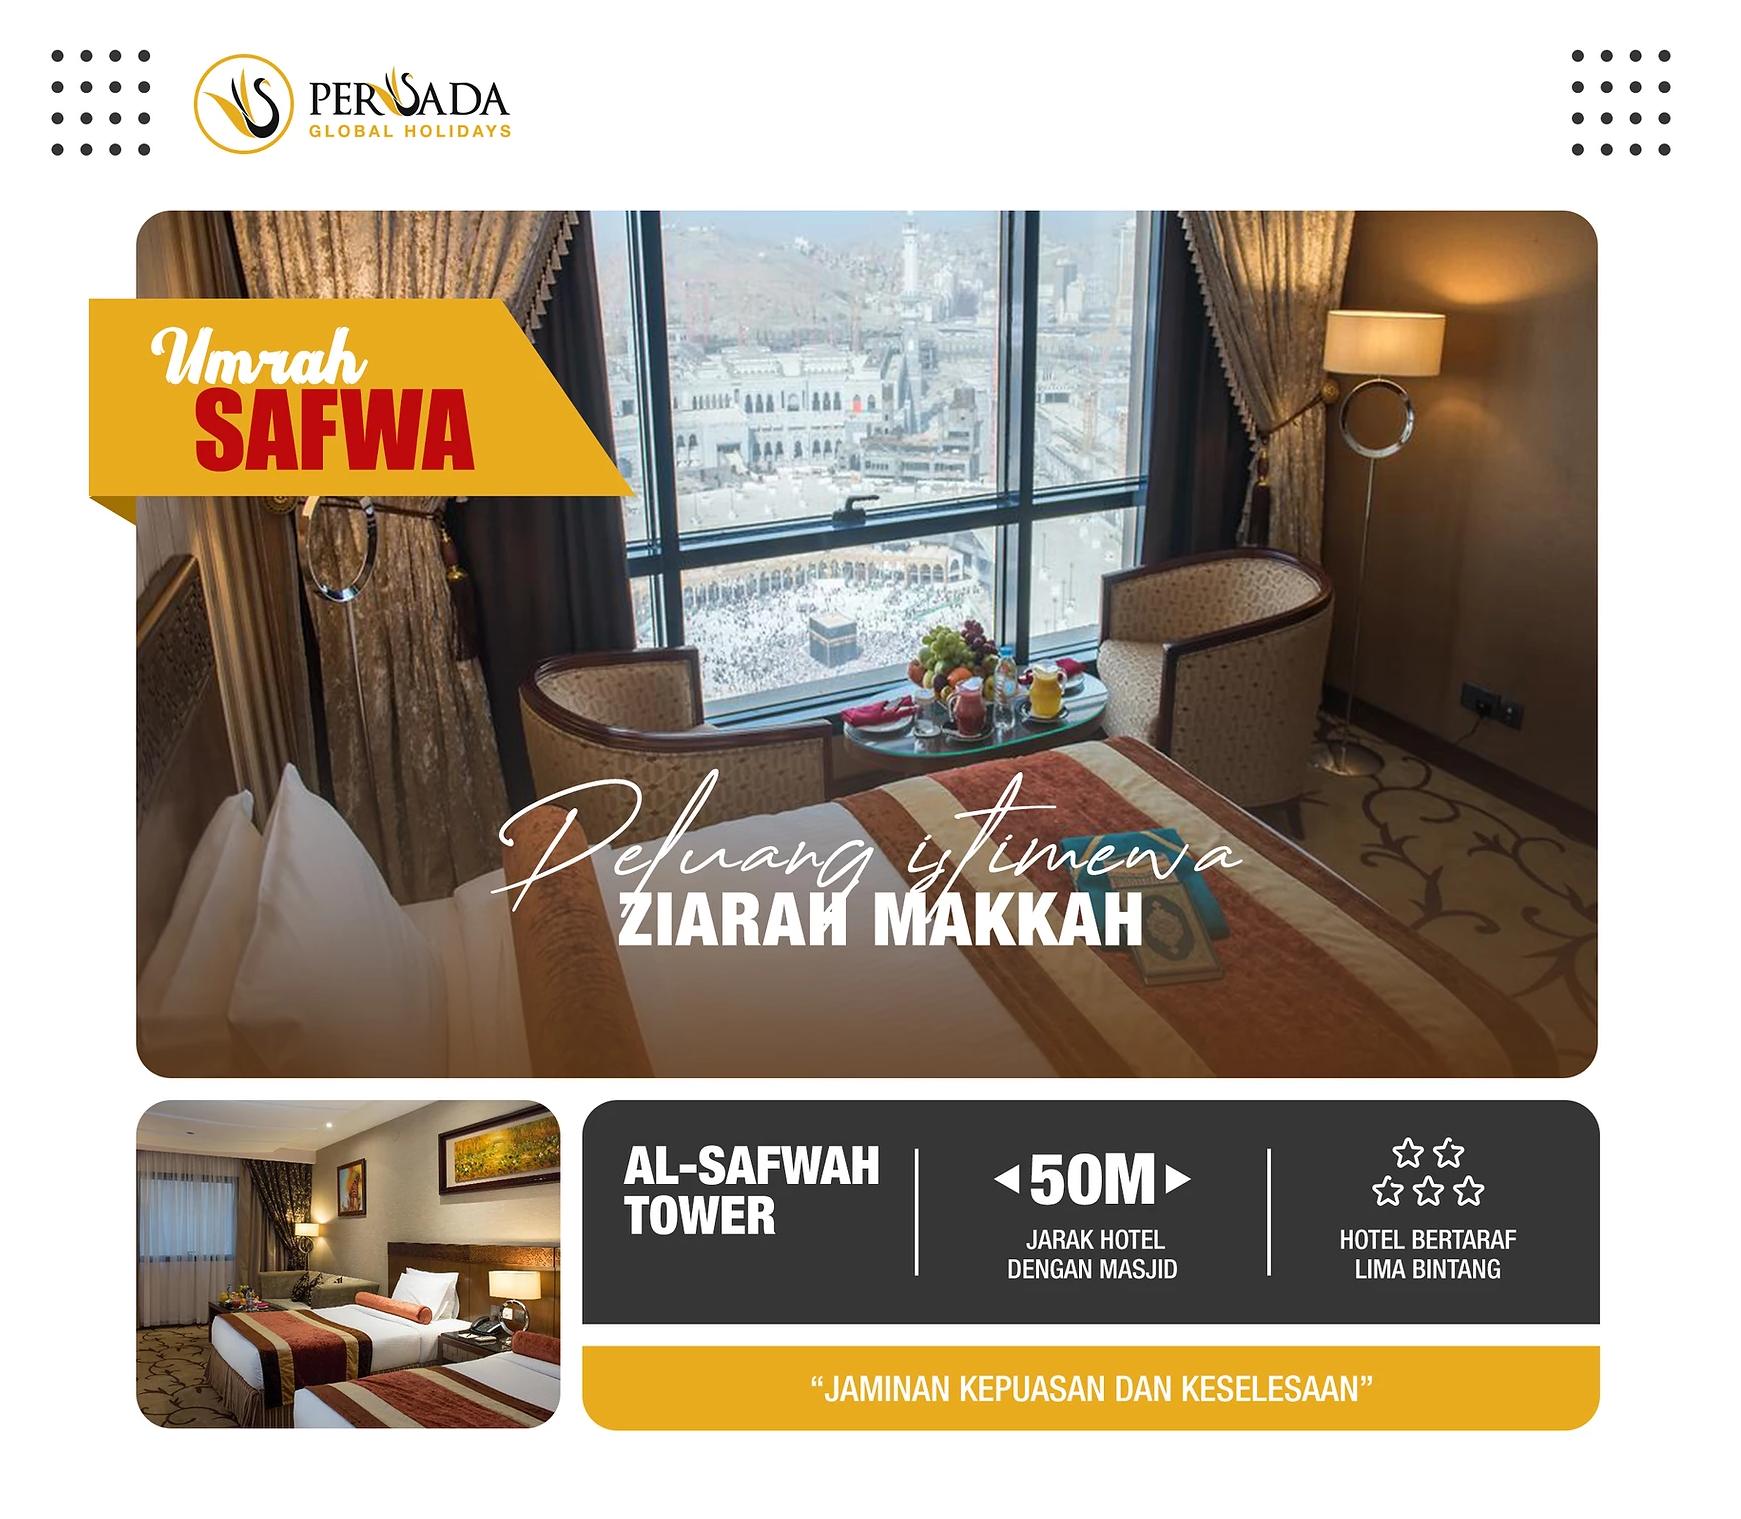 PERSADA
GLOBAL HOLIDAYS
Umrah
SAFWA
Peluang istimewa
ZIARAH MAKKAH
AL-SAFWAH
TOWER
50M
JARAK HOTEL
DENGAN MASJID
HOTEL BERTARAF
LIMA BINTANG
“JAMINAN KEPUASAN DAN KESELESAAN”